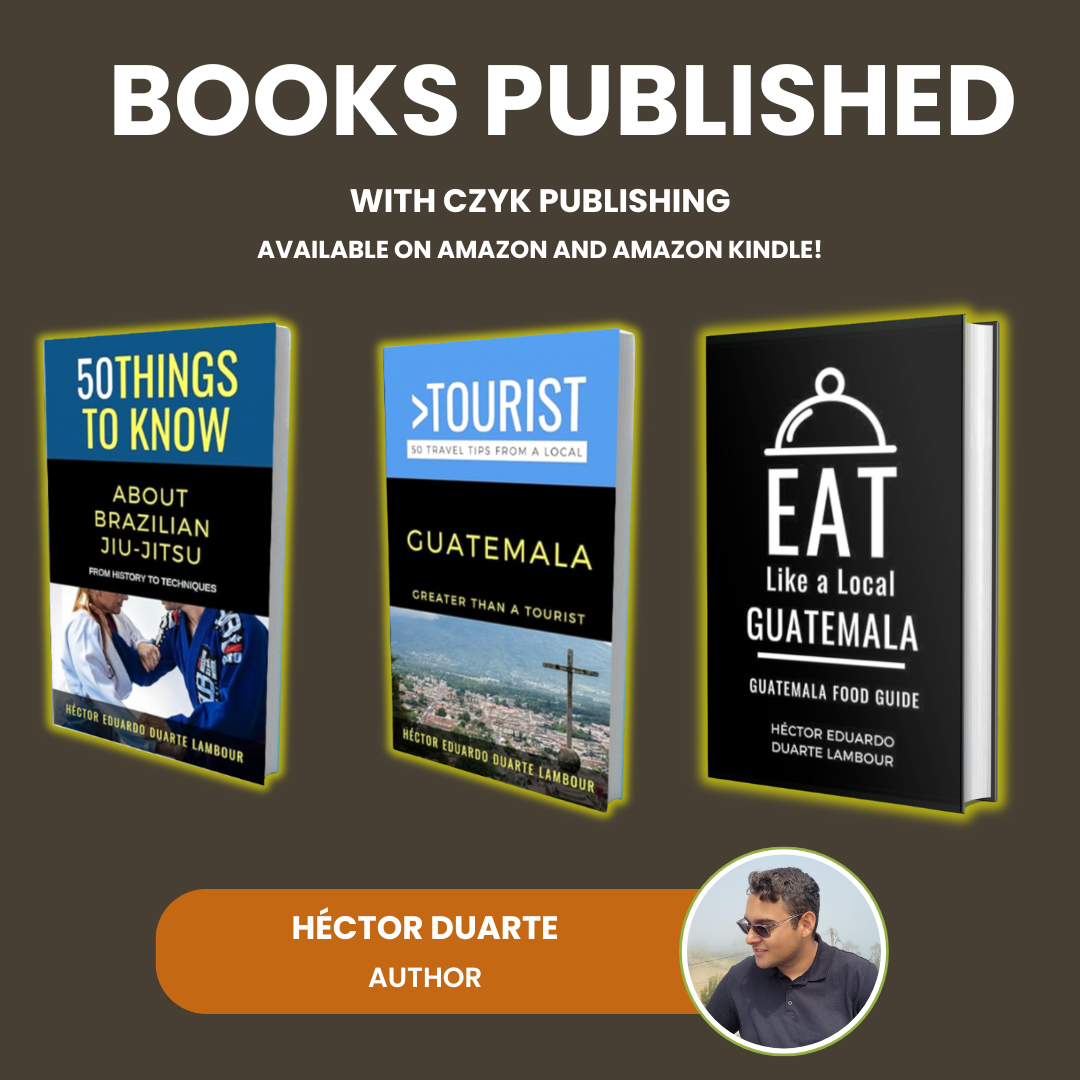 BOOKS PUBLISHED
WITH CZYK PUBLISHING
AVAILABLE ON AMAZON AND AMAZON KINDLE!
50THINGS
TO KNOW
ABOUT
BRAZILIAN
JIU-JITSU
FROM HISTORY TO TECHNIQUES
HÉCTOR EDUARDO DUARTE LAMBOUR
>TOURIST
50 TRAVEL TIPS FROM A LOCAL
GUATEMALA
GREATER THAN A TOURIST
HÉCTOR EDUARDO DUARTE LAMBOUR
EAT
Like a Local
GUATEMALA
GUATEMALA FOOD GUIDE
HÉCTOR EDUARDO
DUARTE LAMBOUR
HÉCTOR DUARTE
AUTHOR